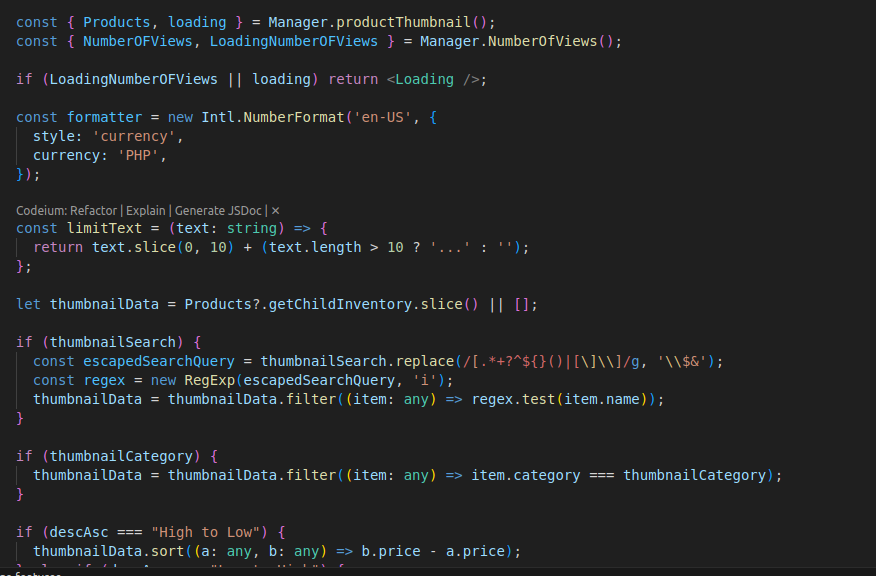 const { Products, loading } = Manager.productThumbnail();
const { NumberOFViews, LoadingNumberOFViews } = Manager.NumberOfViews();
if (LoadingNumberOFViews || loading) return <Loading />;
const formatter = new Intl.NumberFormat('en-US', {
style: 'currency',
currency: 'PHP',
});
Codeium: Refactor | Explain | Generate JSDoc | ✕
const limitText = (text: string) => {
return text.slice(0, 10) + (text.length > 10 ? '...' : '');
};
let thumbnailData = Products?.getChildInventory.slice() || [];
if (thumbnailSearch) {
const escapedSearchQuery = thumbnailSearch.replace(/[.*+?^${}()|[\]\\]/g, '\\$&');
const regex = new RegExp(escapedSearchQuery, 'i');
thumbnailData = thumbnailData.filter((item: any) => regex.test(item.name));
}
if (thumbnailCategory) {
thumbnailData = thumbnailData.filter((item: any) => item.category === thumbnailCategory);
}
if (descAsc === "High to Low") {
thumbnailData.sort((a: any, b: any) => b.price - a.price);